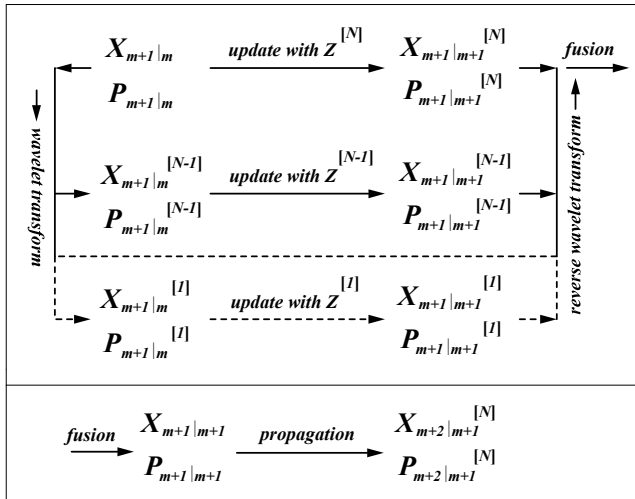 X_{m+1|m} update with Z^{[N]} X_{m+1|m+1}^{[N]} fusion
P_{m+1|m} P_{m+1|m+1}^{[N]}
wavelet transform
X_{m+1|m}^{[N-1]} update with Z^{[N-1]} X_{m+1|m+1}^{[N-1]}
P_{m+1|m}^{[N-1]} P_{m+1|m+1}^{[N-1]}
reverse wavelet transform
X_{m+1|m}^{[1]} update with Z^{[1]} X_{m+1|m+1}^{[1]}
P_{m+1|m}^{[1]} P_{m+1|m+1}^{[1]}
fusion X_{m+1|m+1} propagation X_{m+2|m+1}^{[N]}
P_{m+1|m+1} P_{m+2|m+1}^{[N]}